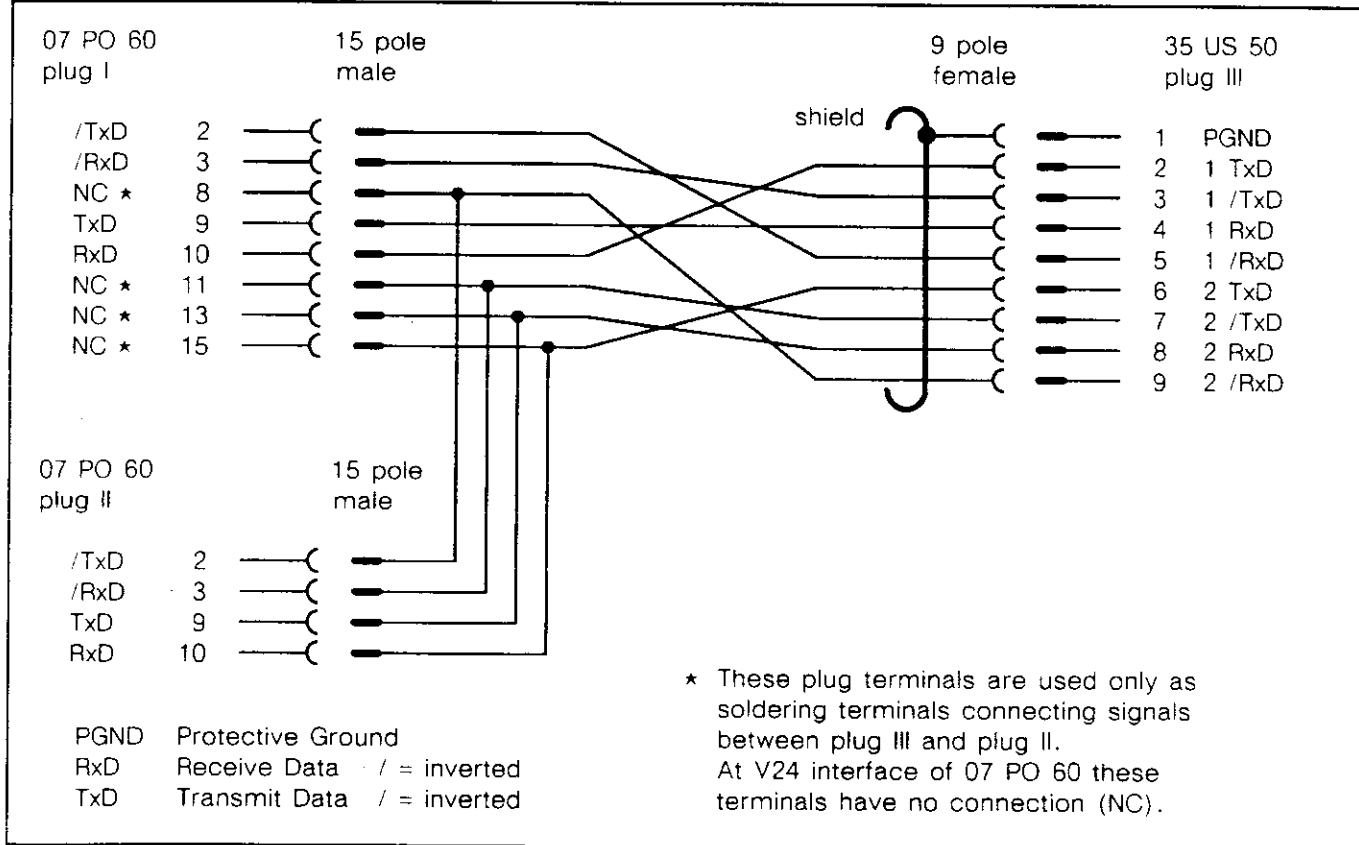 07 PO 60 15 pole 9 pole 35 US 50
plug I male female plug III
shield
/TxD 2 1 PGND
/RxD 3 2 1 TxD
NC ★ 8 3 1 /TxD
TxD 9 4 1 RxD
RxD 10 5 1 /RxD
NC ★ 11 6 2 TxD
NC ★ 13 7 2 /TxD
NC ★ 15 8 2 RxD
9 2 /RxD
07 PO 60 15 pole
plug II male
/TxD 2
/RxD 3
TxD 9
RxD 10
★ These plug terminals are used only as
soldering terminals connecting signals
between plug III and plug II.
At V24 interface of 07 PO 60 these
terminals have no connection (NC).
PGND Protective Ground
RxD Receive Data / = inverted
TxD Transmit Data / = inverted